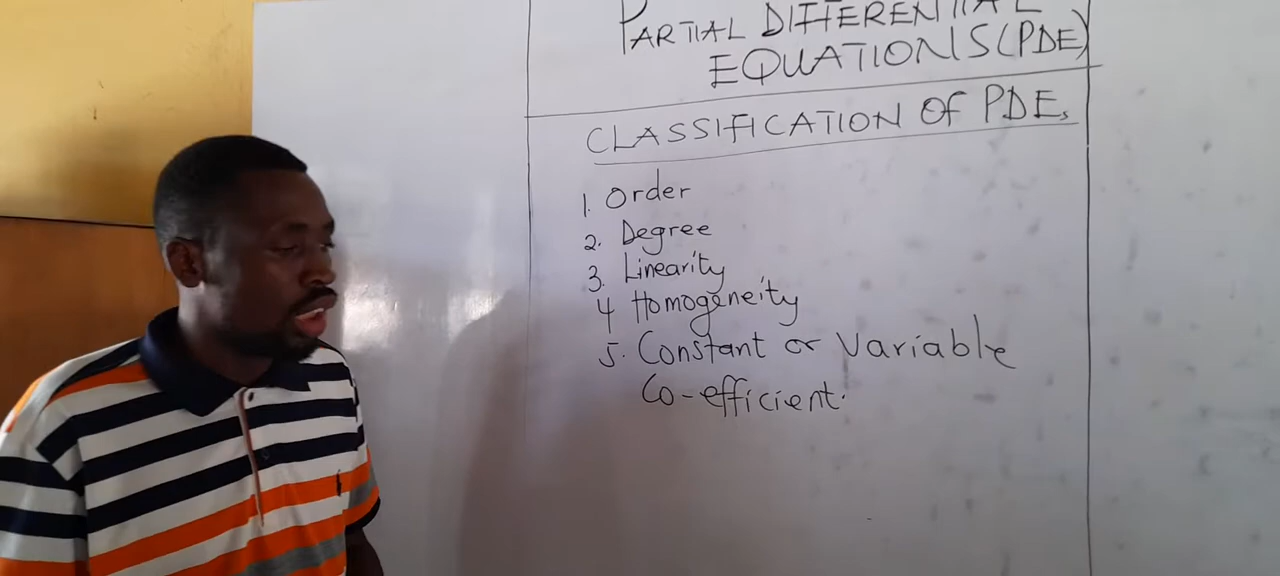 PARTIAL DIFFERENTIAL
EQUATIONS (PDE)
CLASSIFICATION OF PDEs
1. Order
2. Degree
3. Linearity
4 Homogeneity
5. Constant or Variable
Co-efficient.